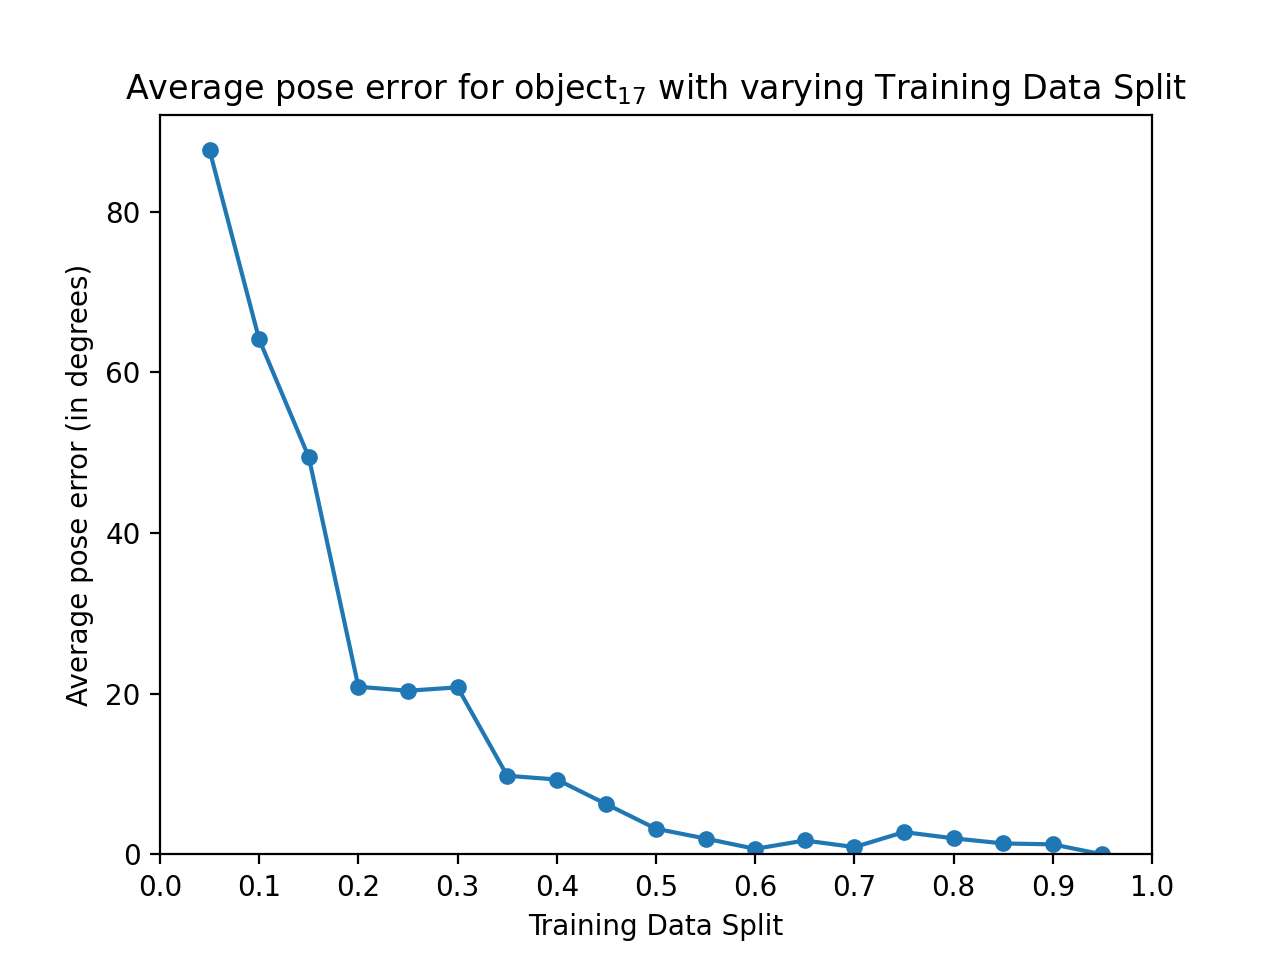 Average pose error for object₁₇ with varying Training Data Split
Average pose error (in degrees)
80
60
40
20
0
0.0 0.1 0.2 0.3 0.4 0.5 0.6 0.7 0.8 0.9 1.0
Training Data Split